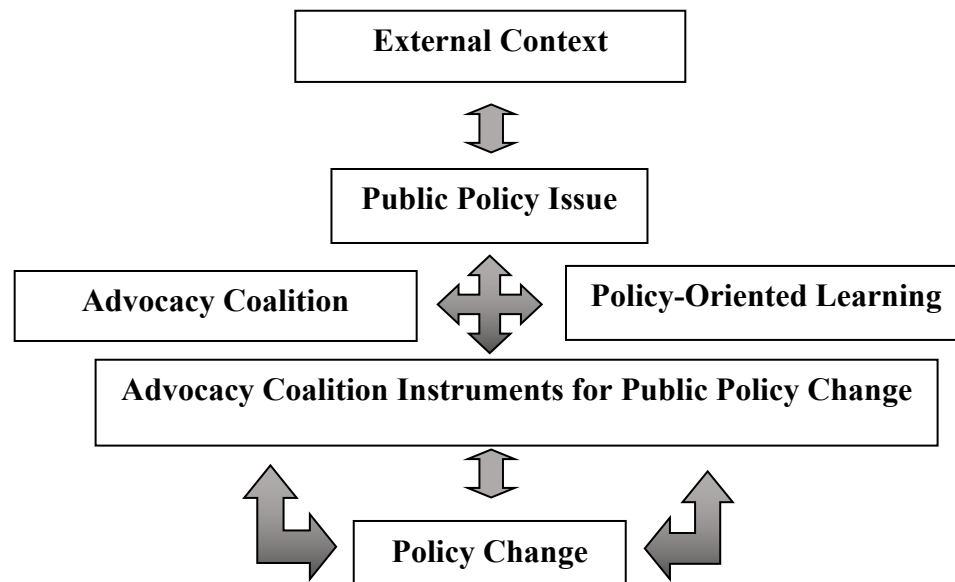 External Context
Public Policy Issue
Advocacy Coalition
Policy-Oriented Learning
Advocacy Coalition Instruments for Public Policy Change
Policy Change